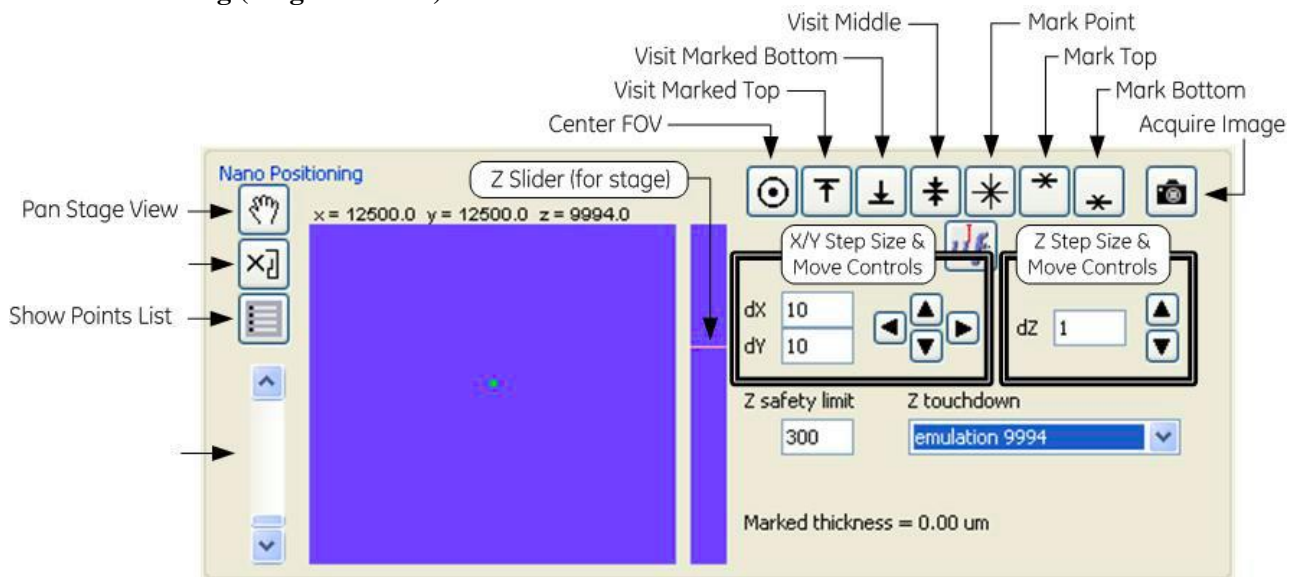 Visit Middle
Mark Point
Visit Marked Bottom
Mark Top
Visit Marked Top
Mark Bottom
Center FOV
Acquire Image
Nano Positioning
Z Slider (for stage)
Pan Stage View
x = 12500.0 y = 12500.0 z = 9994.0
X/Y Step Size &
Move Controls
Z Step Size &
Move Controls
Show Points List
dX 10
dY 10
dZ 1
Z safety limit
Z touchdown
300
emulation 9994
Marked thickness = 0.00 um